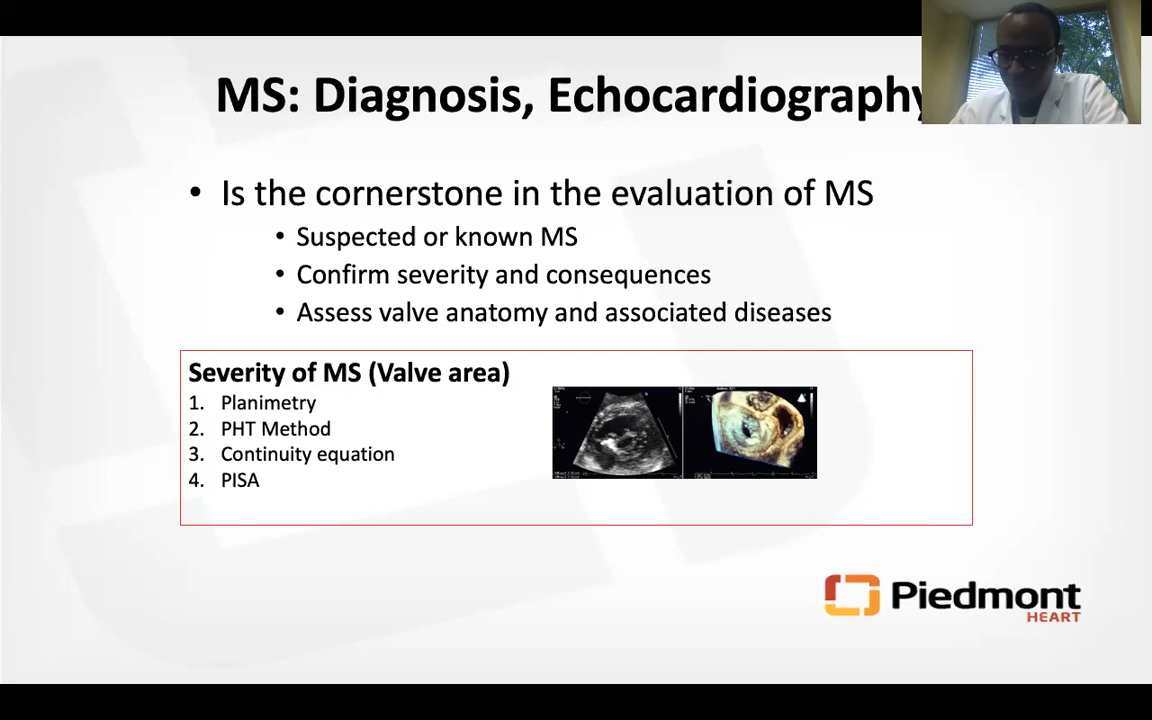 MS: Diagnosis, Echocardiography
• Is the cornerstone in the evaluation of MS
• Suspected or known MS
• Confirm severity and consequences
• Assess valve anatomy and associated diseases
Severity of MS (Valve area)
1. Planimetry
2. PHT Method
3. Continuity equation
4. PISA
Piedmont
HEART